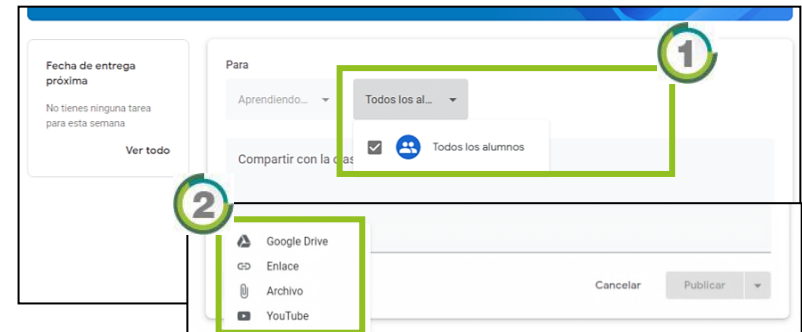 Fecha de entrega
próxima
No tienes ninguna tarea
para esta semana
Ver todo
Para
Aprendiendo...
Todos los al...
1
Todos los alumnos
Compartir con la clas
2
Google Drive
Enlace
Archivo
YouTube
Cancelar
Publicar